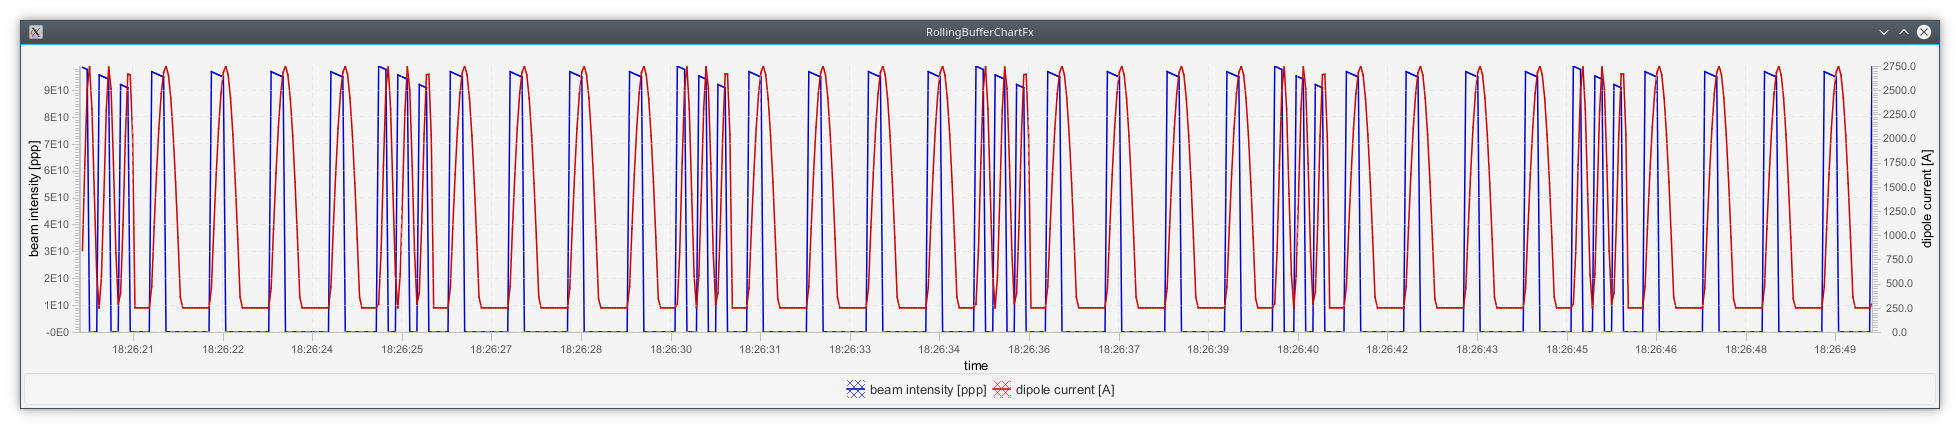 RollingBufferChartFx
beam intensity [ppp]
9E10
8E10
7E10
6E10
5E10
4E10
3E10
2E10
1E10
-0E0
2750.0
2500.0
2250.0
2000.0
1750.0
1500.0
1250.0
1000.0
750.0
500.0
250.0
0.0
dipole current [A]
18:26:21 18:26:22 18:26:24 18:26:25 18:26:27 18:26:28 18:26:30 18:26:31 18:26:33 18:26:34 18:26:36 18:26:37 18:26:39 18:26:40 18:26:42 18:26:43 18:26:45 18:26:46 18:26:48 18:26:49
time
beam intensity [ppp] dipole current [A]